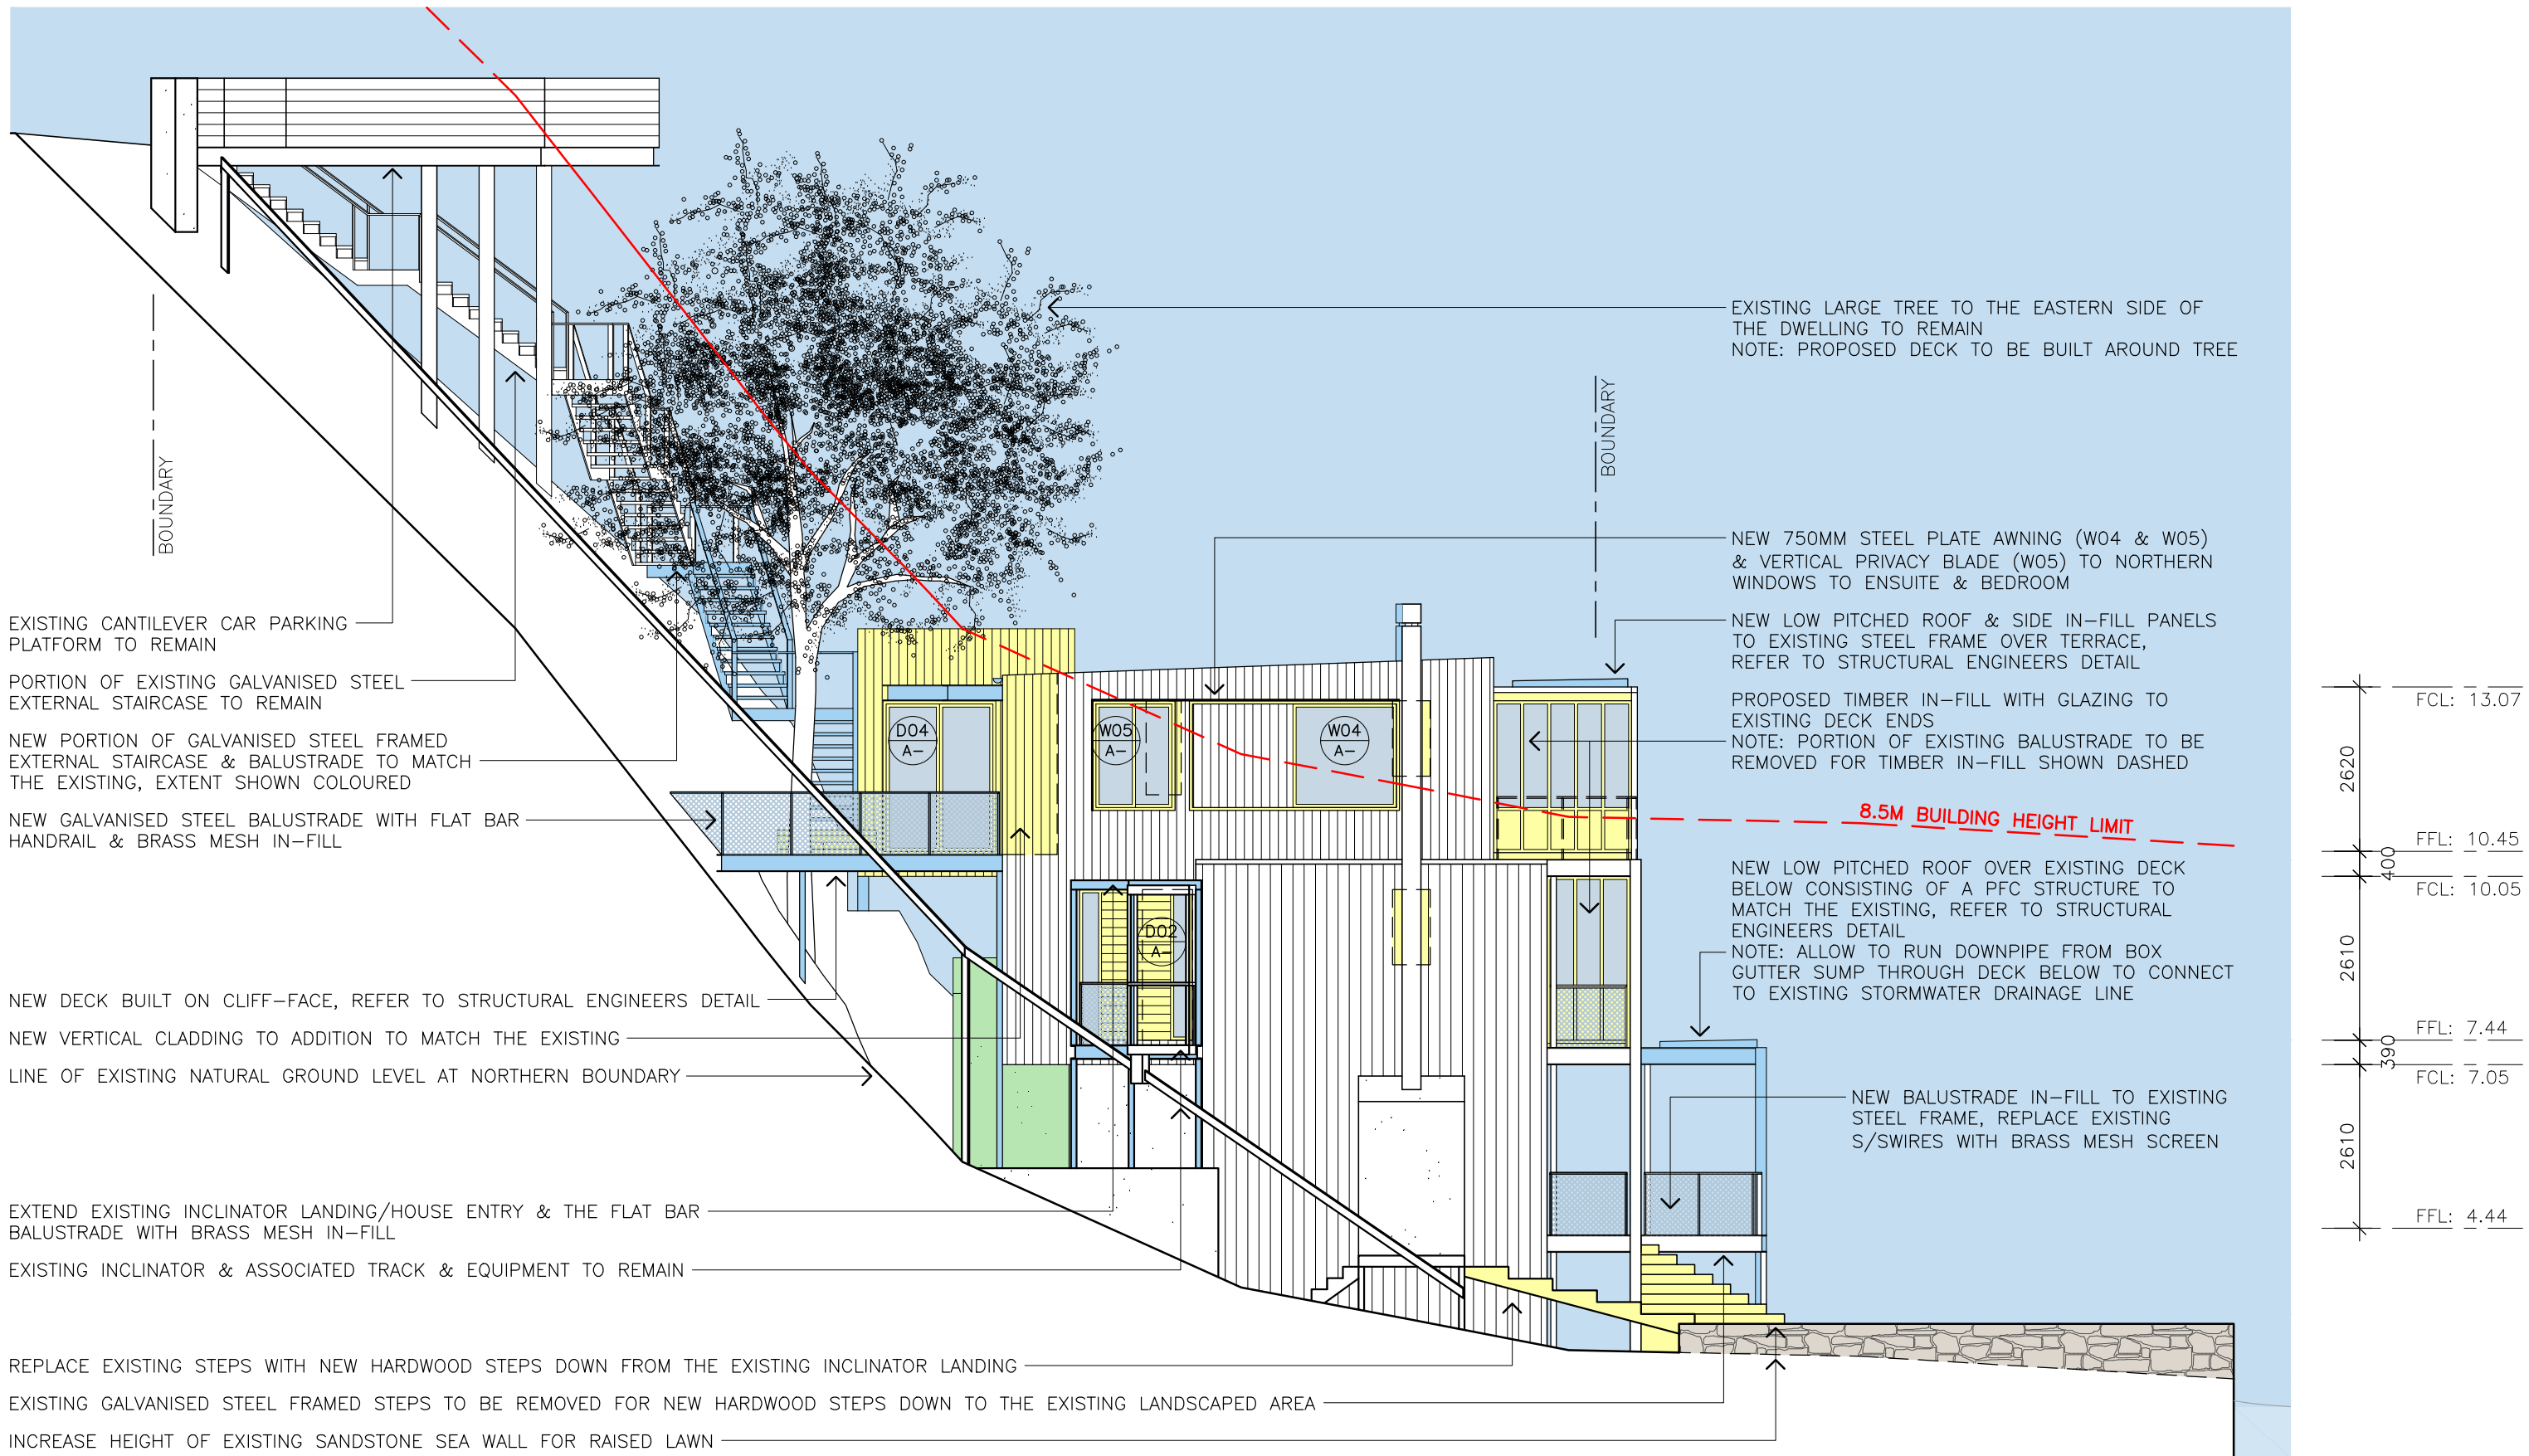 BOUNDARY
EXISTING CANTILEVER CAR PARKING
PLATFORM TO REMAIN
PORTION OF EXISTING GALVANISED STEEL
EXTERNAL STAIRCASE TO REMAIN
NEW PORTION OF GALVANISED STEEL FRAMED
EXTERNAL STAIRCASE & BALUSTRADE TO MATCH
THE EXISTING, EXTENT SHOWN COLOURED
NEW GALVANISED STEEL BALUSTRADE WITH FLAT BAR
HANDRAIL & BRASS MESH IN-FILL
NEW DECK BUILT ON CLIFF-FACE, REFER TO STRUCTURAL ENGINEERS DETAIL
NEW VERTICAL CLADDING TO ADDITION TO MATCH THE EXISTING
LINE OF EXISTING NATURAL GROUND LEVEL AT NORTHERN BOUNDARY
EXTEND EXISTING INCLINATOR LANDING/HOUSE ENTRY & THE FLAT BAR
BALUSTRADE WITH BRASS MESH IN-FILL
EXISTING INCLINATOR & ASSOCIATED TRACK & EQUIPMENT TO REMAIN
REPLACE EXISTING STEPS WITH NEW HARDWOOD STEPS DOWN FROM THE EXISTING INCLINATOR LANDING
EXISTING GALVANISED STEEL FRAMED STEPS TO BE REMOVED FOR NEW HARDWOOD STEPS DOWN TO THE EXISTING LANDSCAPED AREA
INCREASE HEIGHT OF EXISTING SANDSTONE SEA WALL FOR RAISED LAWN
D04
A-
W05
A-
W04
A-
D02
A-
BOUNDARY
EXISTING LARGE TREE TO THE EASTERN SIDE OF
THE DWELLING TO REMAIN
NOTE: PROPOSED DECK TO BE BUILT AROUND TREE
NEW 750MM STEEL PLATE AWNING (W04 & W05)
& VERTICAL PRIVACY BLADE (W05) TO NORTHERN
WINDOWS TO ENSUITE & BEDROOM
NEW LOW PITCHED ROOF & SIDE IN-FILL PANELS
TO EXISTING STEEL FRAME OVER TERRACE,
REFER TO STRUCTURAL ENGINEERS DETAIL
PROPOSED TIMBER IN-FILL WITH GLAZING TO
EXISTING DECK ENDS
NOTE: PORTION OF EXISTING BALUSTRADE TO BE
REMOVED FOR TIMBER IN-FILL SHOWN DASHED
8.5M BUILDING HEIGHT LIMIT
NEW LOW PITCHED ROOF OVER EXISTING DECK
BELOW CONSISTING OF A PFC STRUCTURE TO
MATCH THE EXISTING, REFER TO STRUCTURAL
ENGINEERS DETAIL
NOTE: ALLOW TO RUN DOWNPIPE FROM BOX
GUTTER SUMP THROUGH DECK BELOW TO CONNECT
TO EXISTING STORMWATER DRAINAGE LINE
NEW BALUSTRADE IN-FILL TO EXISTING
STEEL FRAME, REPLACE EXISTING
S/SWIRES WITH BRASS MESH SCREEN
FCL: 13.07
2620
FFL: 10.45
400
FCL: 10.05
2610
FFL: 7.44
390
FCL: 7.05
2610
FFL: 4.44